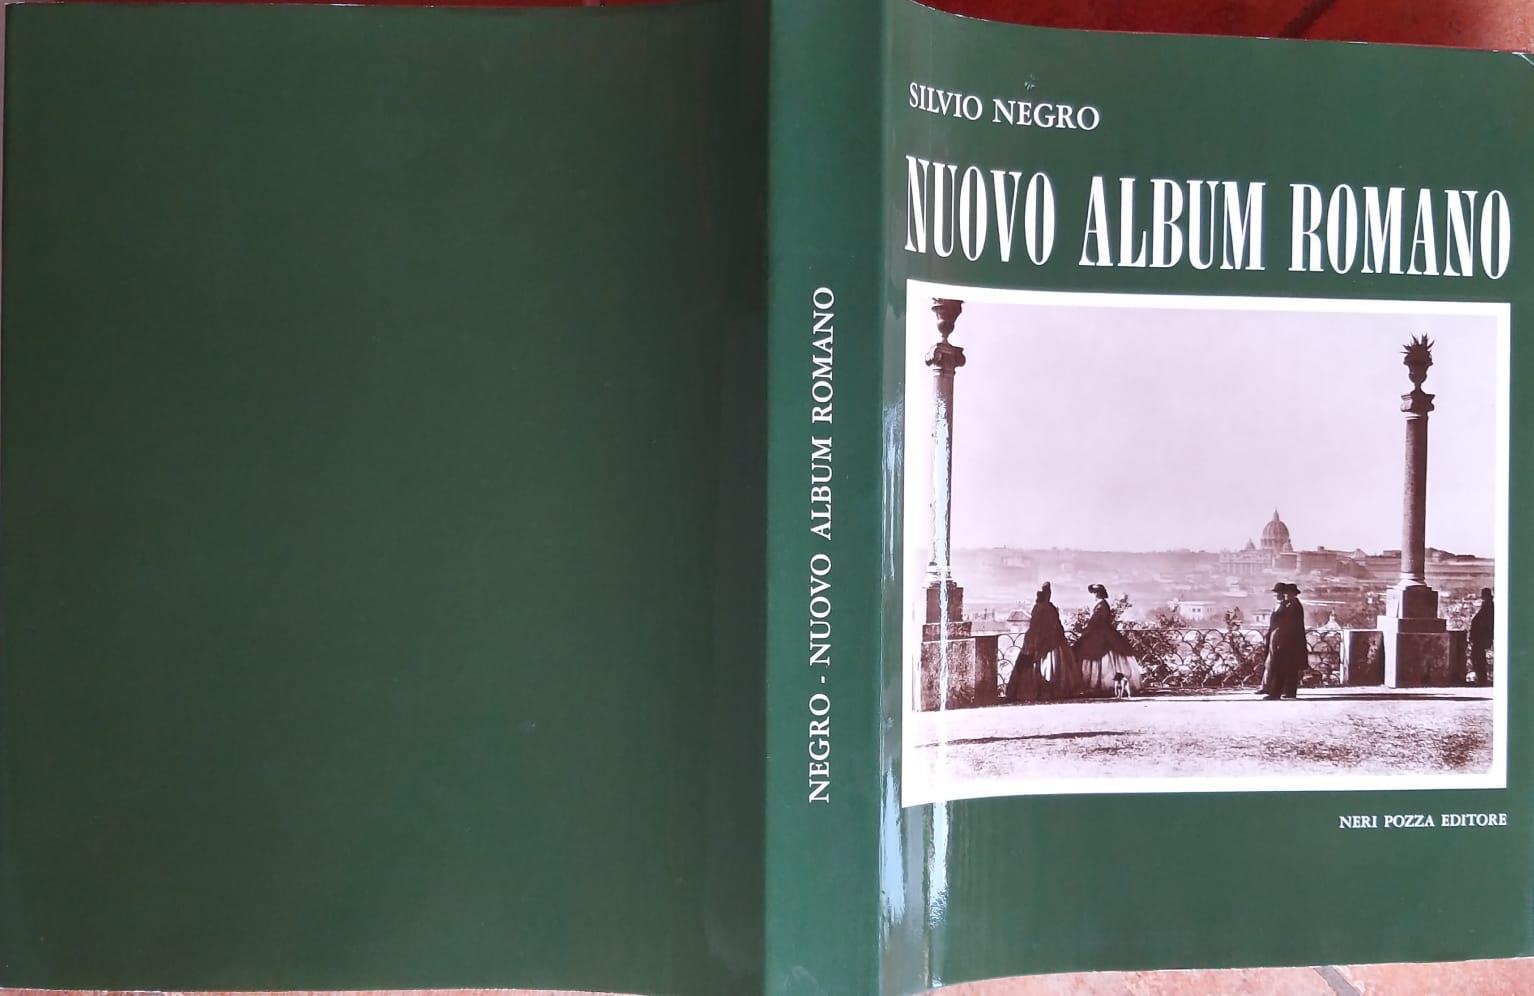 SILVIO NEGRO
NUOVO ALBUM ROMANO
NERI POZZA EDITORE
NEGRO - NUOVO ALBUM ROMANO